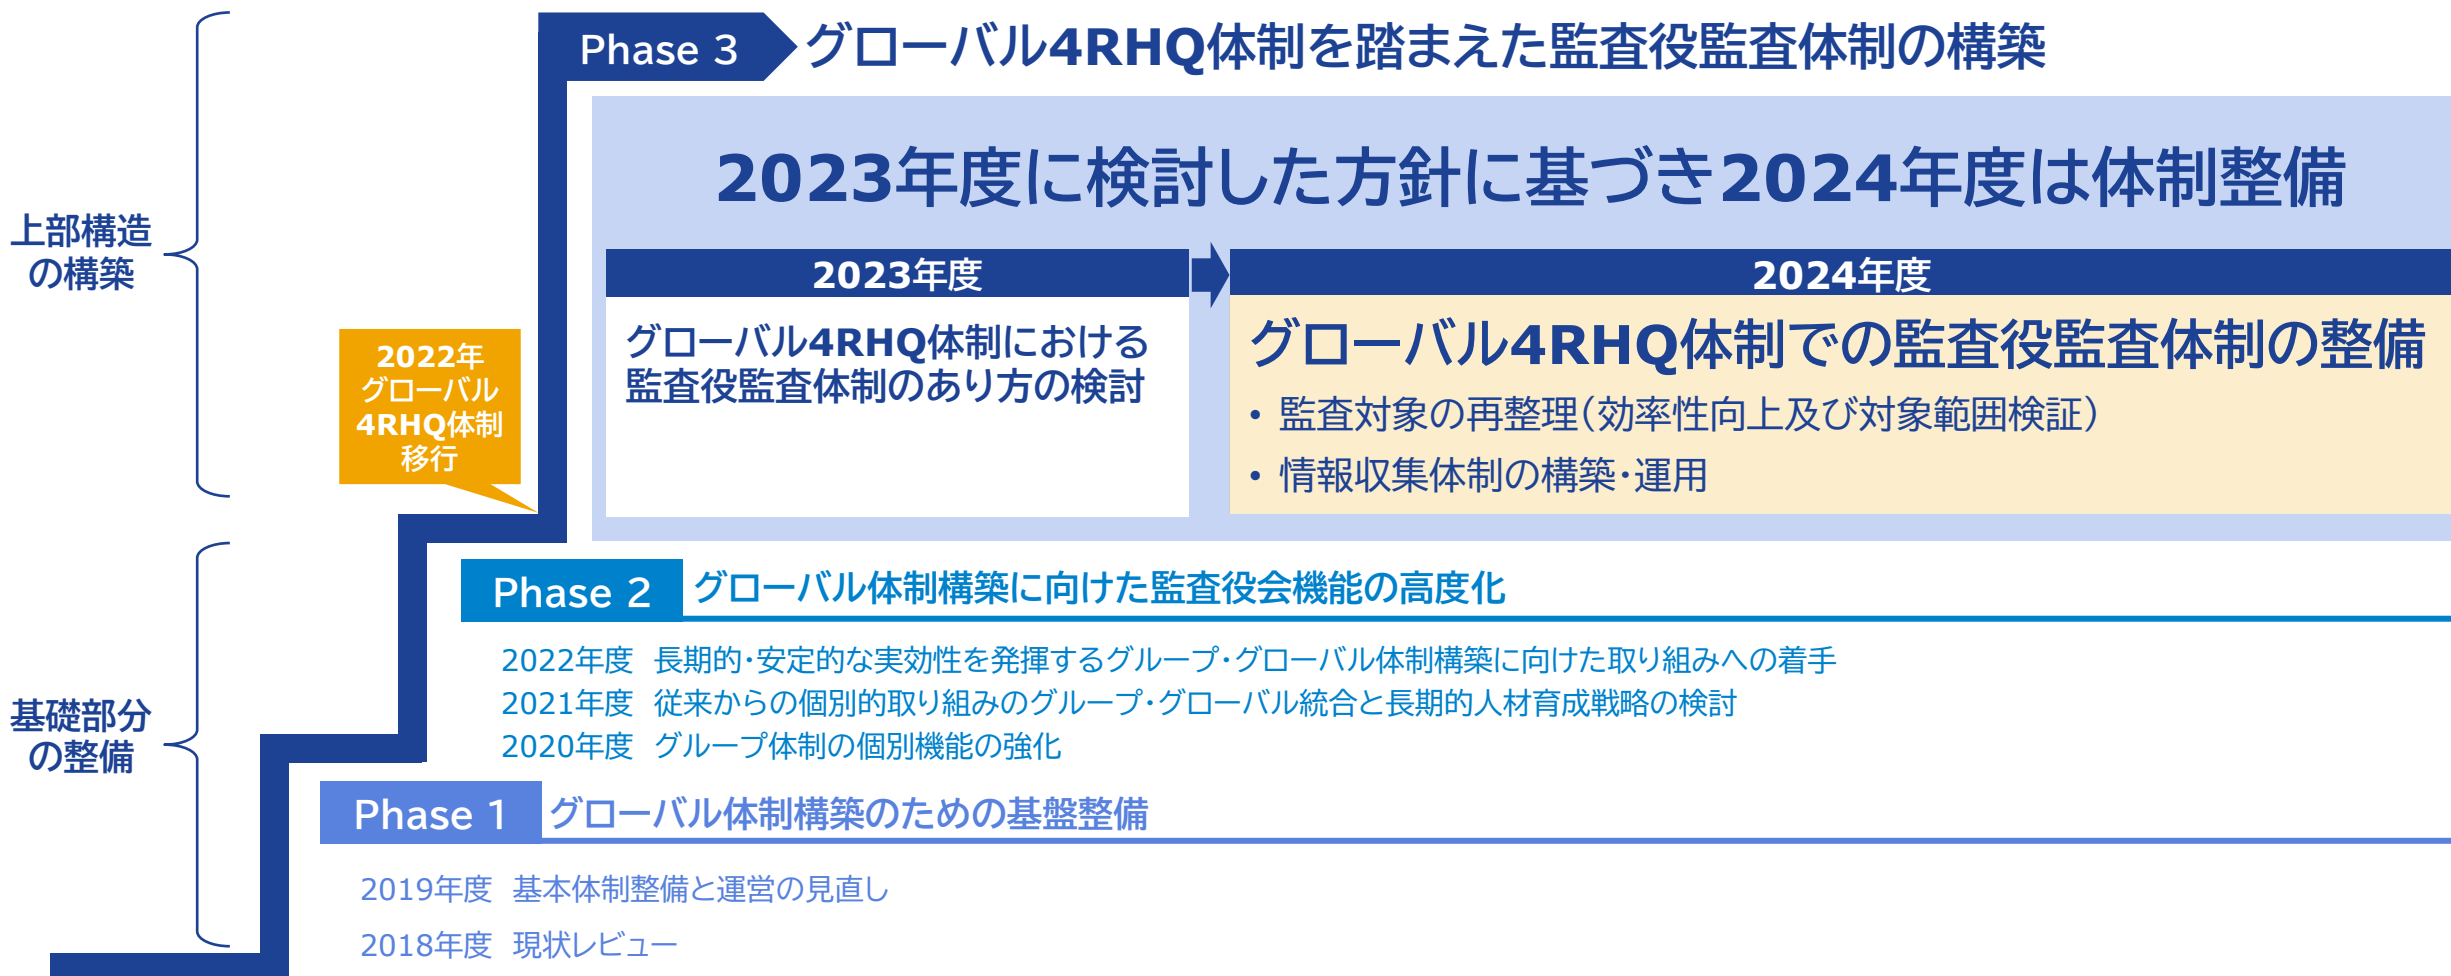 Phase 3
グローバル4RHQ体制を踏まえた監査役監査体制の構築
2023年度に検討した方針に基づき2024年度は体制整備
上部構造
の構築
2023年度
グローバル4RHQ体制における
監査役監査体制のあり方の検討
2024年度
グローバル4RHQ体制での監査役監査体制の整備
• 監査対象の再整理（効率性向上及び対象範囲検証）
• 情報収集体制の構築・運用
2022年
グローバル
4RHQ体制
移行
Phase 2
グローバル体制構築に向けた監査役会機能の高度化
2022年度 長期的・安定的な実効性を発揮するグループ・グローバル体制構築に向けた取り組みへの着手
2021年度 従来からの個別的取り組みのグループ・グローバル統合と長期的人材育成戦略の検討
2020年度 グループ体制の個別機能の強化
基礎部分
の整備
Phase 1
グローバル体制構築のための基盤整備
2019年度 基本体制整備と運営の見直し
2018年度 現状レビュー